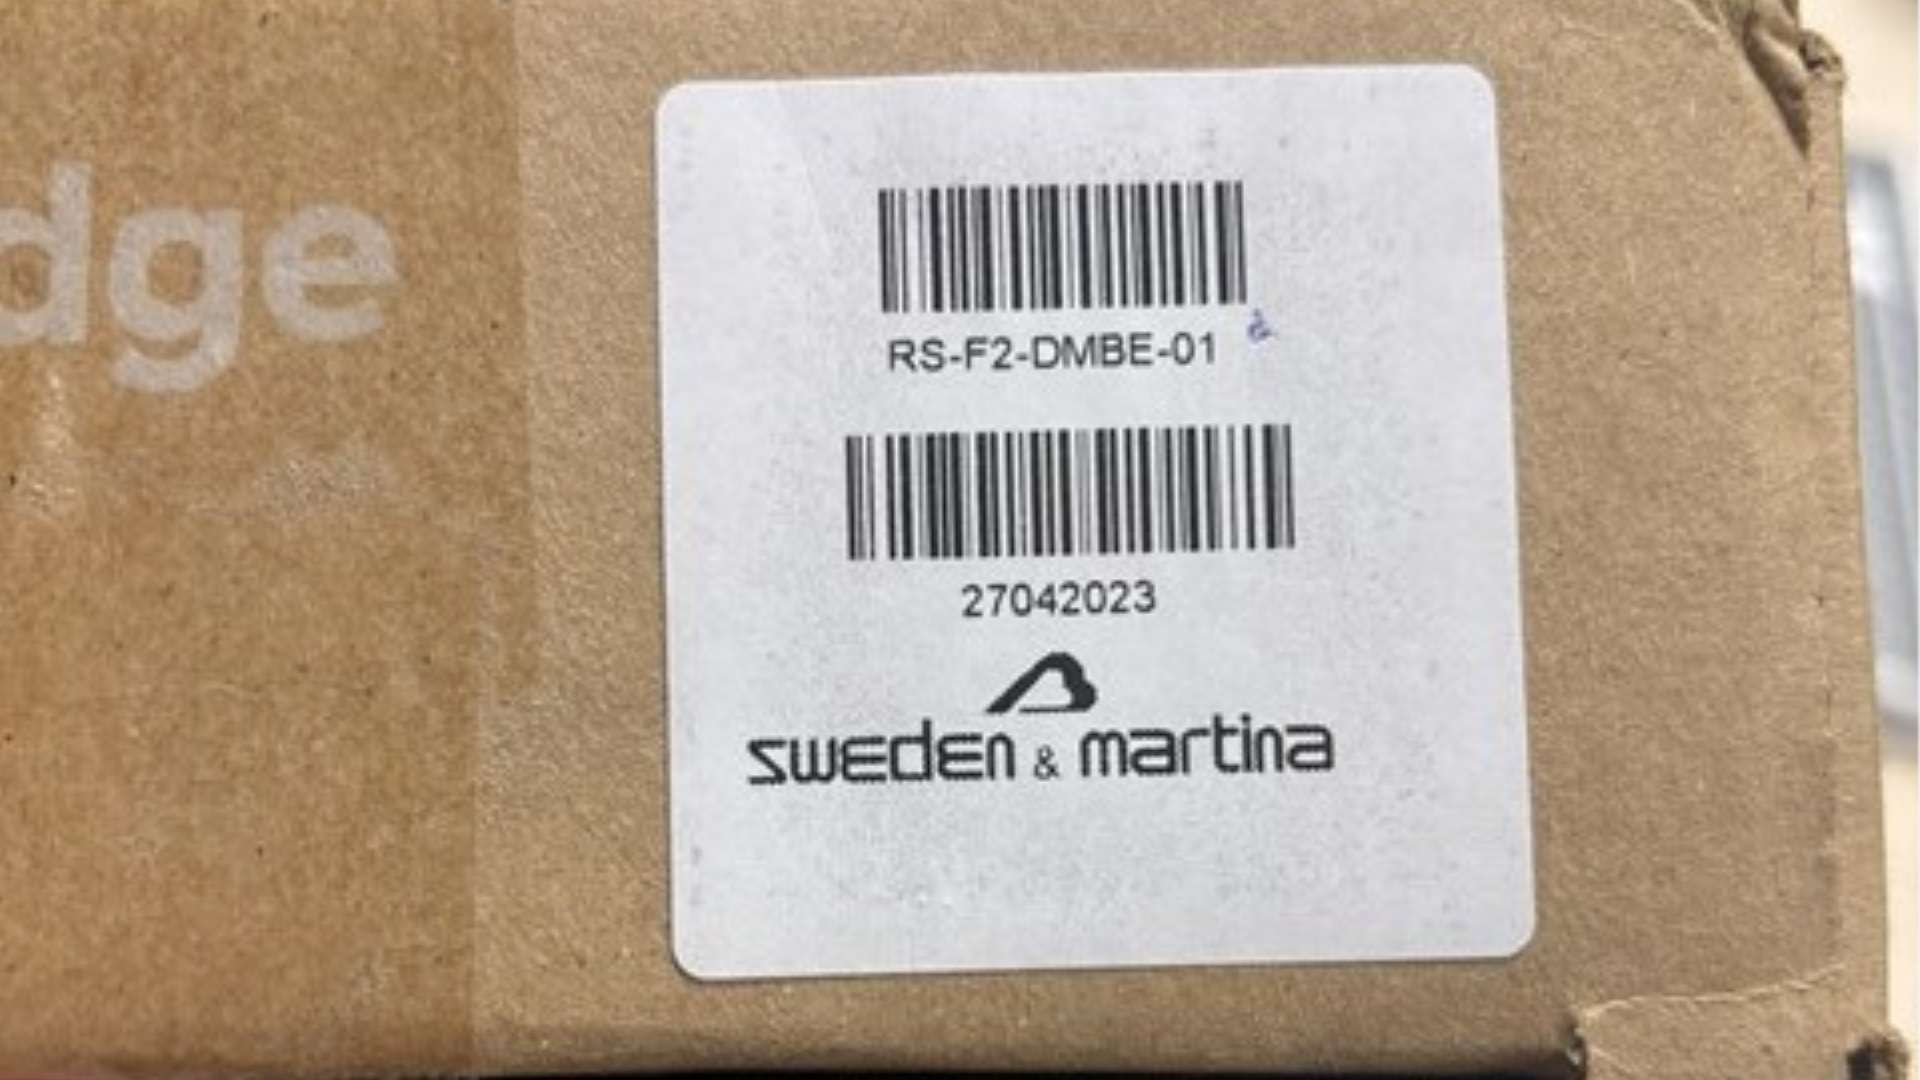 dge
RS-F2-DMBE-01
27042023
sweden & martina